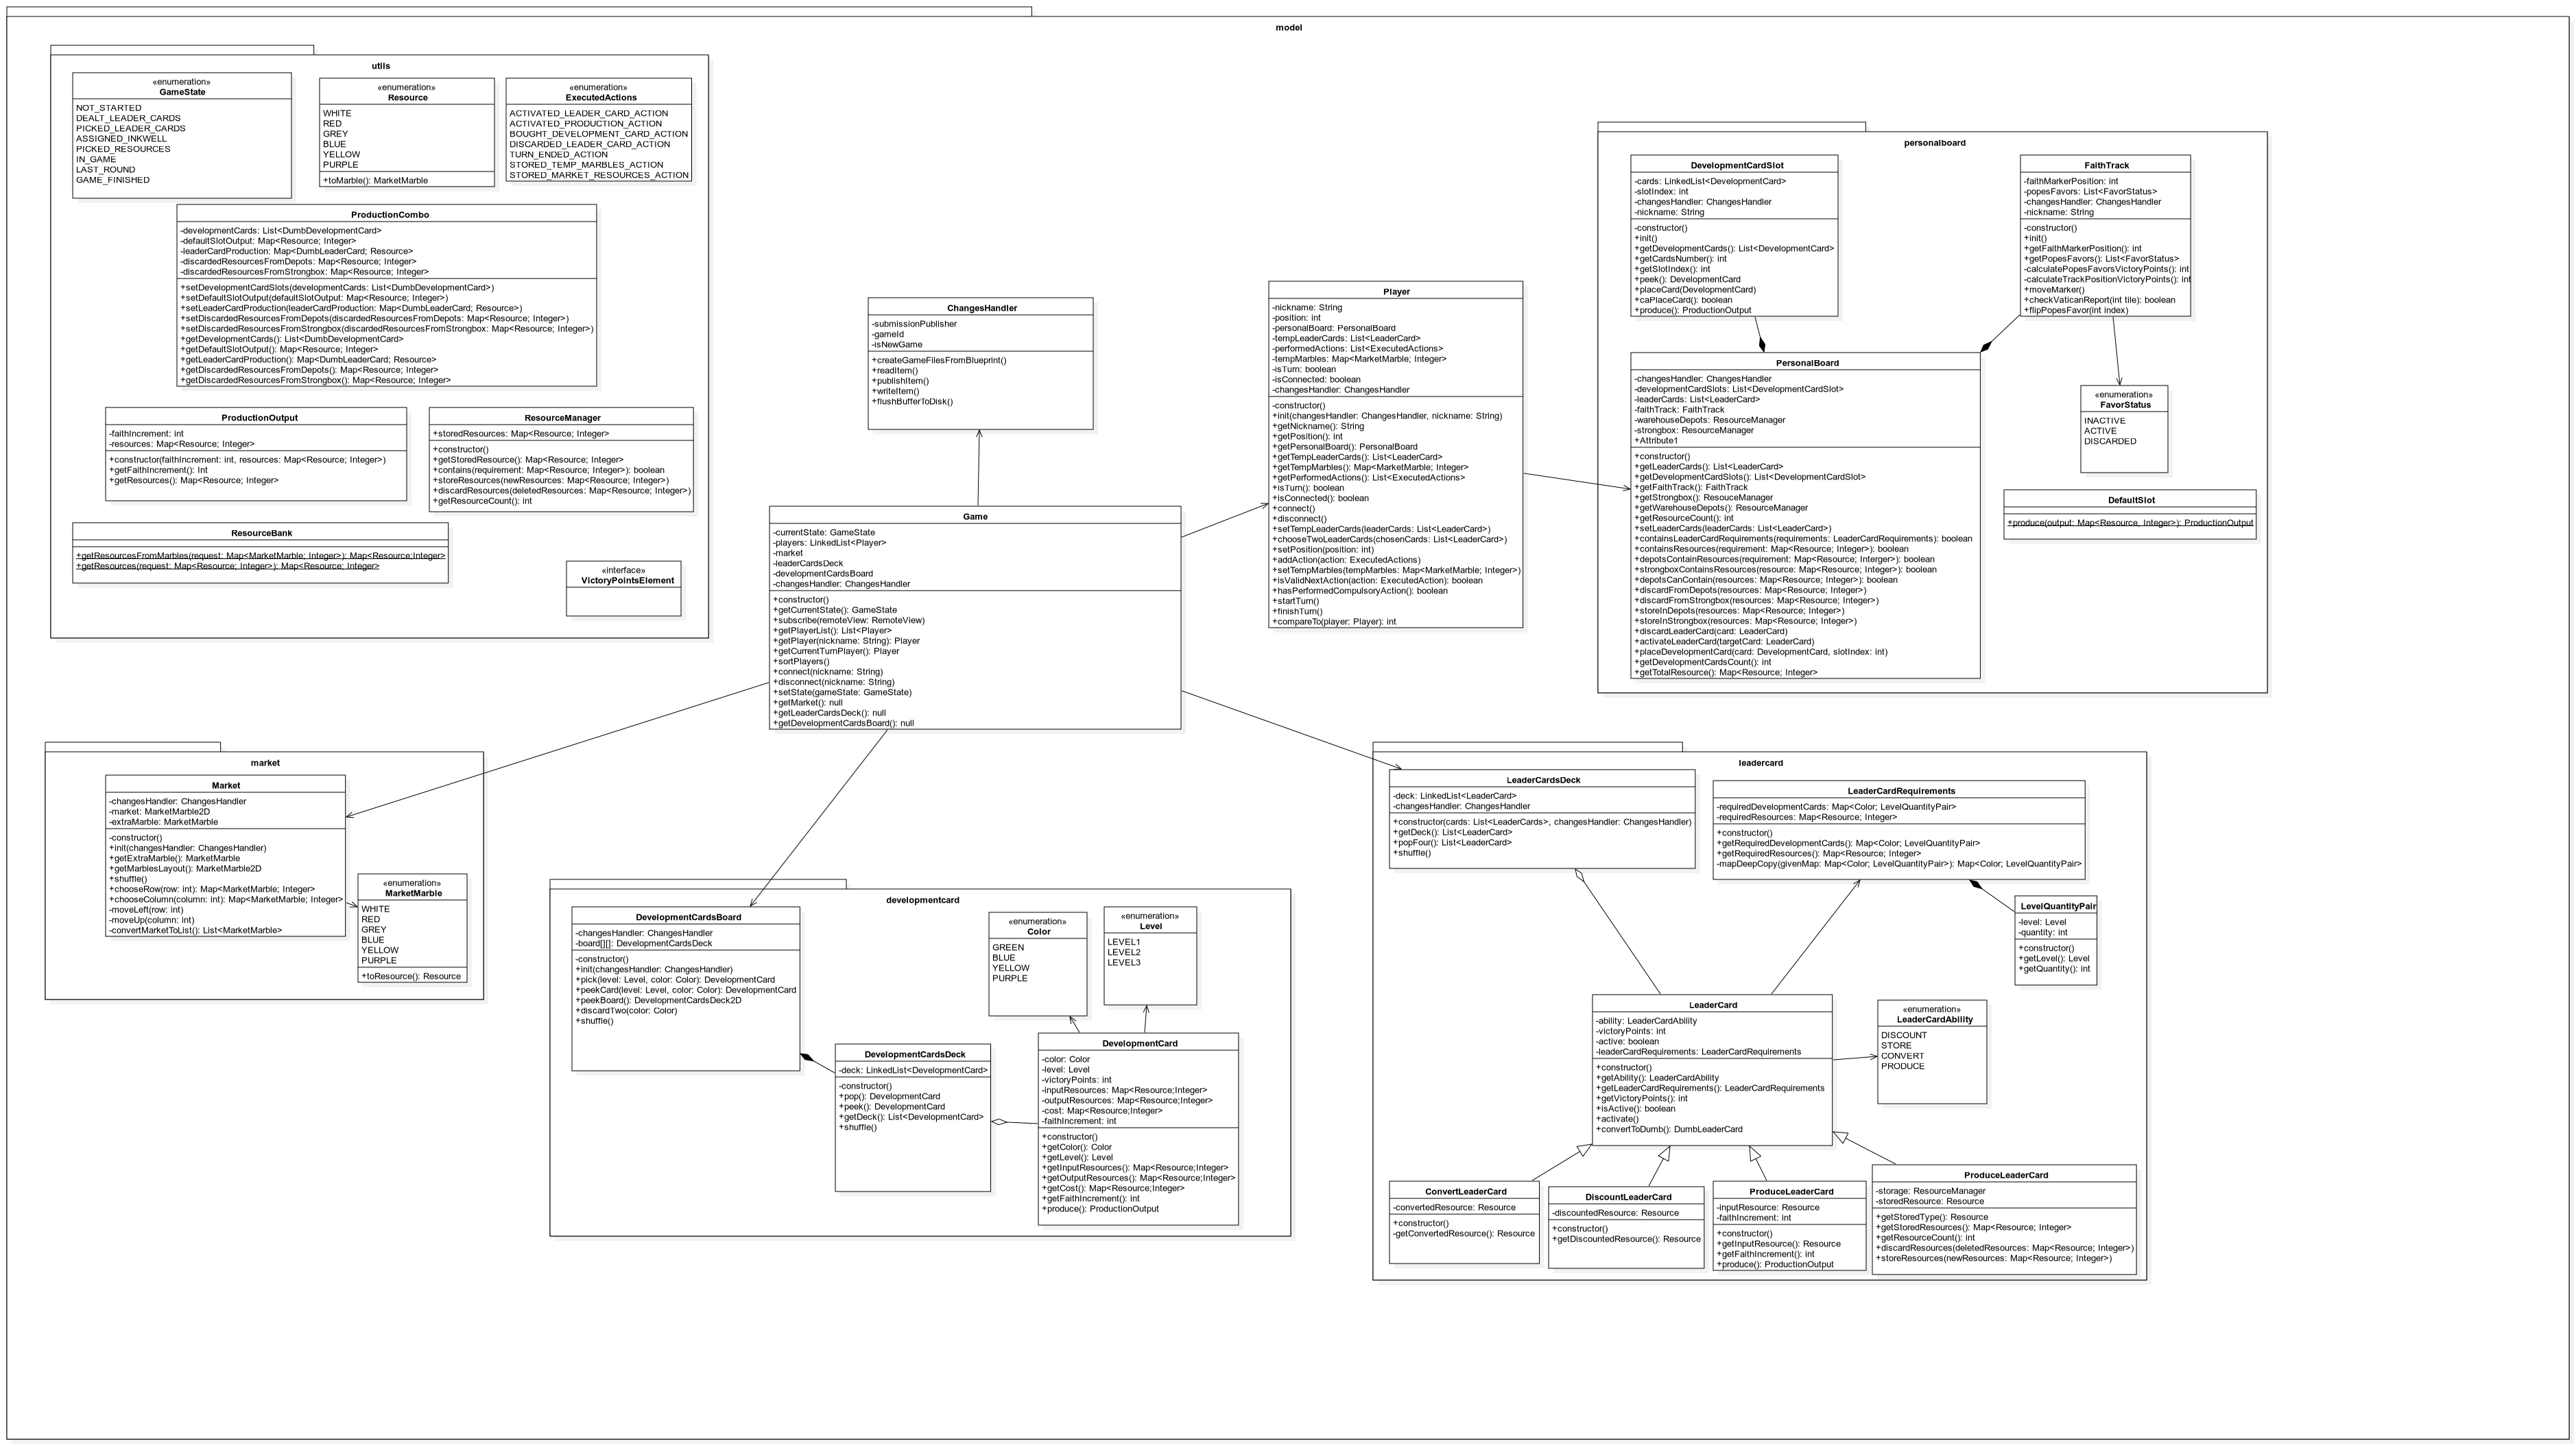 model
utils
«enumeration»
GameState
NOT_STARTED
DEALT_LEADER_CARDS
PICKED_LEADER_CARDS
ASSIGNED_INKWELL
PICKED_RESOURCES
IN_GAME
LAST_ROUND
GAME_FINISHED
«enumeration»
Resource
WHITE
RED
GREY
BLUE
YELLOW
PURPLE
+toMarble(): MarketMarble
«enumeration»
ExecutedActions
ACTIVATED_LEADER_CARD_ACTION
ACTIVATED_PRODUCTION_ACTION
BOUGHT_DEVELOPMENT_CARD_ACTION
DISCARDED_LEADER_CARD_ACTION
TURN_ENDED_ACTION
STORED_TEMP_MARBLES_ACTION
STORED_MARKET_RESOURCES_ACTION
ProductionCombo
-developmentCards: List<DumbDevelopmentCard>
-defaultSlotOutput: Map<Resource; Integer>
-leaderCardProduction: Map<DumbLeaderCard; Resource>
-discardedResourcesFromDepots: Map<Resource; Integer>
-discardedResourcesFromStrongbox: Map<Resource; Integer>
+setDevelopmentCardSlots(developmentCards: List<DumbDevelopmentCard>)
+setDefaultSlotOutput(defaultSlotOutput: Map<Resource; Integer>)
+setLeaderCardProduction(leaderCardProduction: Map<DumbLeaderCard; Resource>)
+setDiscardedResourcesFromDepots(discardedResourcesFromDepots: Map<Resource; Integer>)
+setDiscardedResourcesFromStrongbox(discardedResourcesFromStrongbox: Map<Resource; Integer>)
+getDevelopmentCards(): List<DumbDevelopmentCard>
+getDefaultSlotOutput(): Map<Resource; Integer>
+getLeaderCardProduction(): Map<DumbLeaderCard; Resource>
+getDiscardedResourcesFromDepots(): Map<Resource; Integer>
+getDiscardedResourcesFromStrongbox(): Map<Resource; Integer>
ProductionOutput
-faithIncrement: int
-resources: Map<Resource; Integer>
+constructor(faithIncrement: int, resources: Map<Resource; Integer>)
+getFaithIncrement(): Int
+getResources(): Map<Resource; Integer>
ResourceManager
+storedResources: Map<Resource; Integer>
+constructor()
+getStoredResource(): Map<Resource; Integer>
+contains(requirement: Map<Resource; Integer>): boolean
+storeResources(newResources: Map<Resource; Integer>)
+discardResources(deletedResources: Map<Resource; Integer>)
+getResourceCount(): int
ResourceBank
+getResourcesFromMarbles(request: Map<MarketMarble; Integer>): Map<Resource;Integer>
+getResources(request: Map<Resource; Integer>): Map<Resource; Integer>
«interface»
VictoryPointsElement
ChangesHandler
-submissionPublisher
-gameId
-isNewGame
+createGameFilesFromBlueprint()
+readItem()
+publishItem()
+writeItem()
+flushBufferToDisk()
Game
-currentState: GameState
-players: LinkedList<Player>
-market
-leaderCardsDeck
-developmentCardsBoard
-changesHandler: ChangesHandler
+constructor()
+getCurrentState(): GameState
+subscribe(remoteView: RemoteView)
+getPlayerList(): List<Player>
+getPlayer(nickname: String): Player
+getCurrentTurnPlayer(): Player
+sortPlayers()
+connect(nickname: String)
+disconnect(nickname: String)
+setState(gameState: GameState)
+getMarket(): null
+getLeaderCardsDeck(): null
+getDevelopmentCardsBoard(): null
Player
-nickname: String
-position: int
-personalBoard: PersonalBoard
-tempLeaderCards: List<LeaderCard>
-performedActions: List<ExecutedActions>
-tempMarbles: Map<MarketMarble; Integer>
-isTurn: boolean
-isConnected: boolean
-changesHandler: ChangesHandler
-constructor()
+init(changesHandler: ChangesHandler, nickname: String)
+getNickname(): String
+getPosition(): int
+getPersonalBoard(): PersonalBoard
+getTempLeaderCards(): List<LeaderCard>
+getTempMarbles(): Map<MarketMarble; Integer>
+getPerformedActions(): List<ExecutedActions>
+isTurn(): boolean
+isConnected(): boolean
+connect()
+disconnect()
+setTempLeaderCards(leaderCards: List<LeaderCard>)
+chooseTwoLeaderCards(chosenCards: List<LeaderCard>)
+setPosition(position: int)
+addAction(action: ExecutedActions)
+setTempMarbles(tempMarbles: Map<MarketMarble; Integer>)
+isValidNextAction(action: ExecutedAction): boolean
+hasPerformedCompulsoryAction(): boolean
+startTurn()
+finishTurn()
+compareTo(player: Player): int
personalboard
DevelopmentCardSlot
-cards: LinkedList<DevelopmentCard>
-slotIndex: int
-changesHandler: ChangesHandler
-nickname: String
-constructor()
+init()
+getDevelopmentCards(): List<DevelopmentCard>
+getCardsNumber(): int
+getSlotIndex(): int
+peek(): DevelopmentCard
+placeCard(DevelopmentCard)
+caPlaceCard(): boolean
+produce(): ProductionOutput
FaithTrack
-faithMarkerPosition: int
-popesFavors: List<FavorStatus>
-changesHandler: ChangesHandler
-nickname: String
-constructor()
+init()
+getFaithMarkerPosition(): int
+getPopesFavors(): List<FavorStatus>
-calculatePopesFavorsVictoryPoints(): int
-calculateTrackPositionVictoryPoints(): int
+moveMarker()
+checkVaticanReport(int tile): boolean
+flipPopesFavor(int index)
PersonalBoard
-changesHandler: ChangesHandler
-developmentCardSlots: List<DevelopmentCardSlot>
-leaderCards: List<LeaderCard>
-faithTrack: FaithTrack
-warehouseDepots: ResourceManager
-strongbox: ResourceManager
+Attribute1
+constructor()
+getLeaderCards(): List<LeaderCard>
+getDevelopmentCardSlots(): List<DevelopmentCardSlot>
+getFaithTrack(): FaithTrack
+getStrongbox(): ResouceManager
+getWarehouseDepots(): ResourceManager
+getResourceCount(): int
+setLeaderCards(leaderCards: List<LeaderCard>)
+containsLeaderCardRequirements(requirements: LeaderCardRequirements): boolean
+containsResources(requirement: Map<Resource; Integer>): boolean
+depotsContainResources(requirement: Map<Resource; Integer>): boolean
+strongboxContainsResources(resource: Map<Resource; Integer>): boolean
+depotsCanContain(resources: Map<Resource; Integer>): boolean
+discardFromDepots(resources: Map<Resource; Integer>)
+discardFromStrongbox(resources: Map<Resource; Integer>)
+storeInDepots(resources: Map<Resource; Integer>)
+storeInStrongbox(resources: Map<Resource; Integer>)
+discardLeaderCard(card: LeaderCard)
+activateLeaderCard(targetCard: LeaderCard)
+placeDevelopmentCard(card: DevelopmentCard, slotIndex: int)
+getDevelopmentCardsCount(): int
+getTotalResource(): Map<Resource; Integer>
«enumeration»
FavorStatus
INACTIVE
ACTIVE
DISCARDED
DefaultSlot
+produce(output: Map<Resource, Integer>): ProductionOutput
market
Market
-changesHandler: ChangesHandler
-market: MarketMarble2D
-extraMarble: MarketMarble
-constructor()
+init(changesHandler: ChangesHandler)
+getExtraMarble(): MarketMarble
+getMarblesLayout(): MarketMarble2D
+shuffle()
+chooseRow(row: int): Map<MarketMarble; Integer>
+chooseColumn(column: int): Map<MarketMarble; Integer>
-moveLeft(row: int)
-moveUp(column: int)
-convertMarketToList(): List<MarketMarble>
«enumeration»
MarketMarble
WHITE
RED
GREY
BLUE
YELLOW
PURPLE
+toResource(): Resource
developmentcard
DevelopmentCardsBoard
-changesHandler: ChangesHandler
-board[][]: DevelopmentCardsDeck
-constructor()
+init(changesHandler: ChangesHandler)
+pick(level: Level, color: Color): DevelopmentCard
+peekCard(level: Level, color: Color): DevelopmentCard
+peekBoard(): DevelopmentCardsDeck2D
+discardTwo(color: Color)
+shuffle()
«enumeration»
Color
GREEN
BLUE
YELLOW
PURPLE
«enumeration»
Level
LEVEL1
LEVEL2
LEVEL3
DevelopmentCardsDeck
-deck: LinkedList<DevelopmentCard>
-constructor()
+pop(): DevelopmentCard
+peek(): DevelopmentCard
+getDeck(): List<DevelopmentCard>
+shuffle()
DevelopmentCard
-color: Color
-level: Level
-victoryPoints: int
-inputResources: Map<Resource;Integer>
-outputResources: Map<Resource;Integer>
-cost: Map<Resource;Integer>
-faithIncrement: int
+constructor()
+getColor(): Color
+getLevel(): Level
+getInputResources(): Map<Resource;Integer>
+getOutputResources(): Map<Resource;Integer>
+getCost(): Map<Resource;Integer>
+getFaithIncrement(): int
+produce(): ProductionOutput
leadercard
LeaderCardsDeck
-deck: LinkedList<LeaderCard>
-changesHandler: ChangesHandler
+constructor(cards: List<LeaderCards>, changesHandler: ChangesHandler)
+getDeck(): List<LeaderCard>
+popFour(): List<LeaderCard>
+shuffle()
LeaderCardRequirements
-requiredDevelopmentCards: Map<Color; LevelQuantityPair>
-requiredResources: Map<Resource; Integer>
+constructor()
+getRequiredDevelopmentCards(): Map<Color; LevelQuantityPair>
+getRequiredResources(): Map<Resource; Integer>
-mapDeepCopy(givenMap: Map<Color; LevelQuantityPair>): Map<Color; LevelQuantityPair>
LevelQuantityPair
-level: Level
-quantity: int
+constructor()
+getLevel(): Level
+getQuantity(): int
LeaderCard
-ability: LeaderCardAbility
-victoryPoints: int
-active: boolean
-leaderCardRequirements: LeaderCardRequirements
+constructor()
+getAbility(): LeaderCardAbility
+getLeaderCardRequirements(): LeaderCardRequirements
+getVictoryPoints(): int
+isActive(): boolean
+activate()
+convertToDumb(): DumbLeaderCard
«enumeration»
LeaderCardAbility
DISCOUNT
STORE
CONVERT
PRODUCE
ConvertLeaderCard
-convertedResource: Resource
+constructor()
-getConvertedResource(): Resource
DiscountLeaderCard
-discountedResource: Resource
+constructor()
+getDiscountedResource(): Resource
ProduceLeaderCard
-inputResource: Resource
-faithIncrement: int
+constructor()
+getInputResource(): Resource
+getFaithIncrement(): int
+produce(): ProductionOutput
ProduceLeaderCard
-storage: ResourceManager
-storedResource: Resource
+getStoredType(): Resource
+getStoredResources(): Map<Resource; Integer>
+getResourceCount(): int
+discardResources(deletedResources: Map<Resource; Integer>)
+storeResources(newResources: Map<Resource; Integer>)